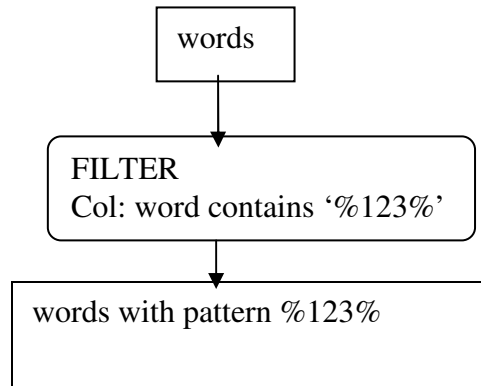 words
FILTER
Col: word contains ‘%123%’
words with pattern %123%